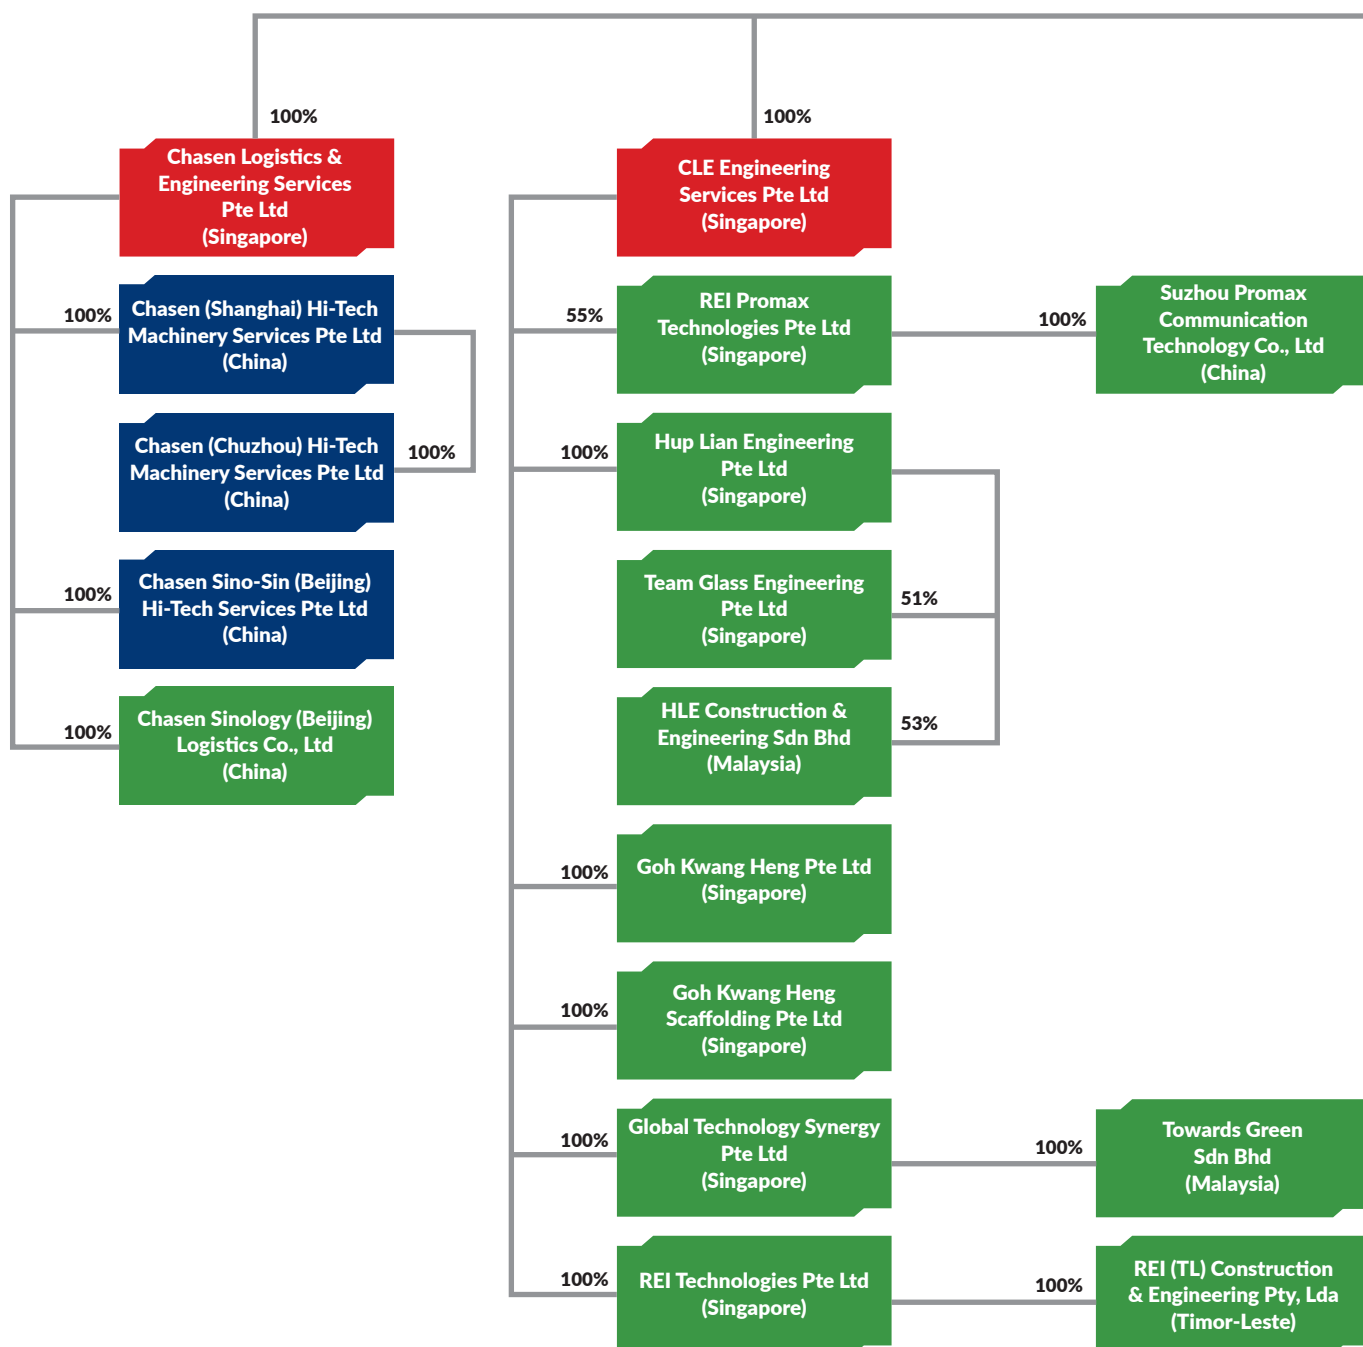 100%
Chasen Logistics &
Engineering Services
Pte Ltd
(Singapore)
100%
Chasen (Shanghai) Hi-Tech
Machinery Services Pte Ltd
(China)
Chasen (Chuzhou) Hi-Tech
Machinery Services Pte Ltd
(China)
100%
100%
Chasen Sino-Sin (Beijing)
Hi-Tech Services Pte Ltd
(China)
100%
Chasen Sinology (Beijing)
Logistics Co., Ltd
(China)
100%
CLE Engineering
Services Pte Ltd
(Singapore)
55%
REI Promax
Technologies Pte Ltd
(Singapore)
100%
Suzhou Promax
Communication
Technology Co., Ltd
(China)
100%
Hup Lian Engineering
Pte Ltd
(Singapore)
Team Glass Engineering
Pte Ltd
(Singapore)
51%
HLE Construction &
Engineering Sdn Bhd
(Malaysia)
53%
100%
Goh Kwang Heng Pte Ltd
(Singapore)
100%
Goh Kwang Heng
Scaffolding Pte Ltd
(Singapore)
100%
Global Technology Synergy
Pte Ltd
(Singapore)
100%
Towards Green
Sdn Bhd
(Malaysia)
100%
REI Technologies Pte Ltd
(Singapore)
100%
REI (TL) Construction
& Engineering Pty, Lda
(Timor-Leste)